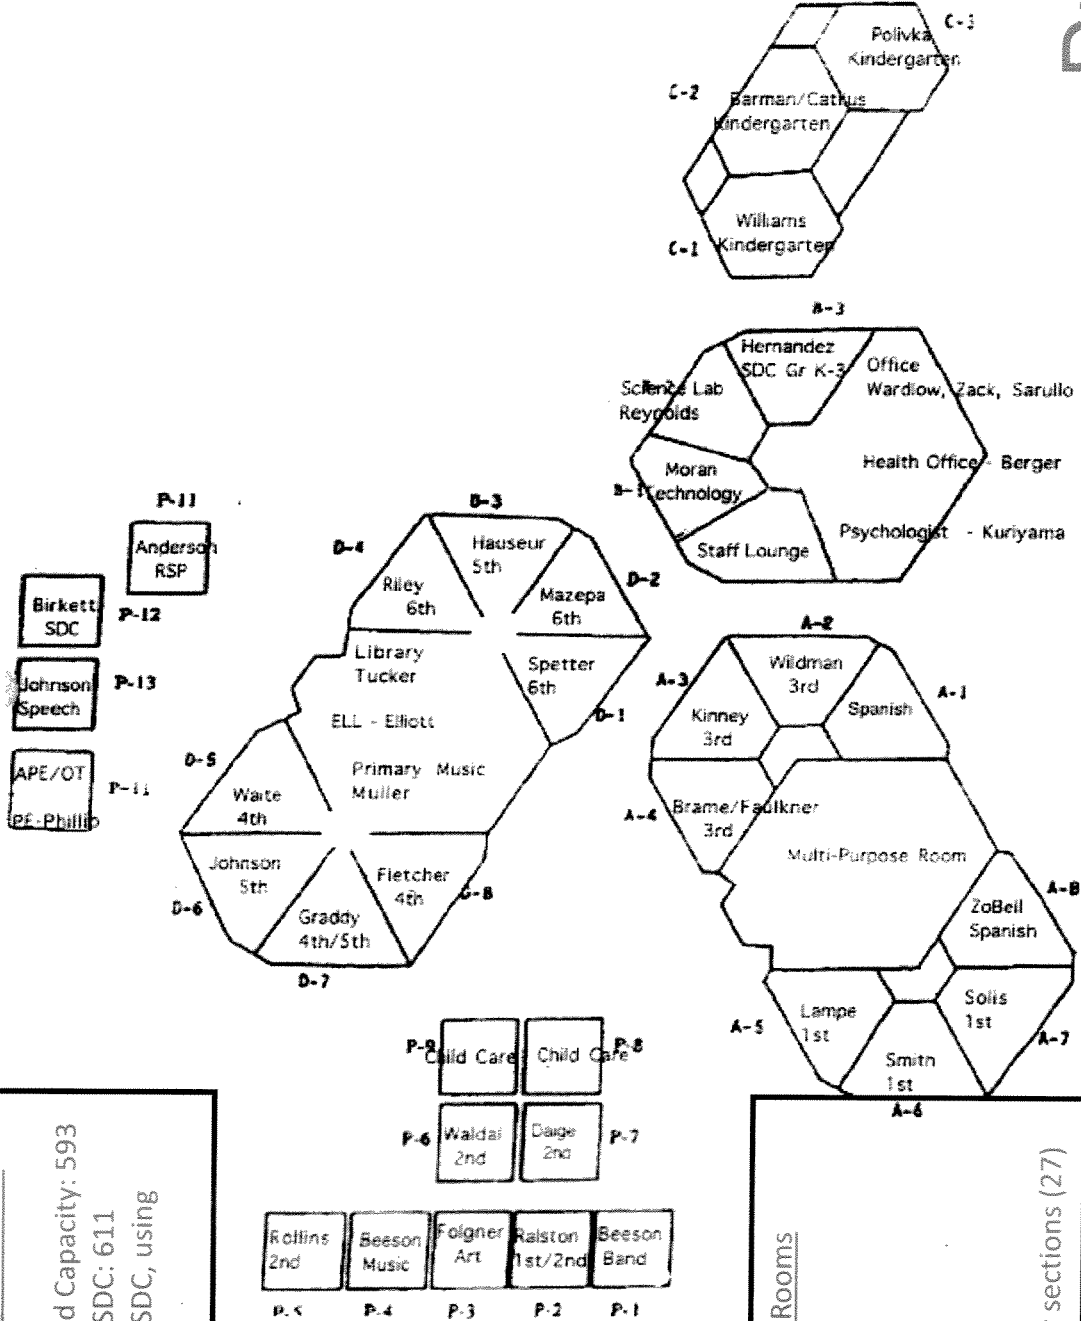 C-3
Polivka
Kindergarten
C-2
Barman/Cathus
Kindergarten
Williams
C-1
Kindergarten
B-3
Hernandez
SDC Gr K-3
Office
Wardlow, Zack, Sarullo
Science Lab
Reynolds
Health Office - Berger
Moran
B-1
Technology
Psychologist - Kuriyama
Staff Lounge
P-11
Anderson
RSP
Birkett
SDC
P-12
Johnson
Speech
P-13
APE/OT
PE-Phillip
P-11
D-3
Hauseur
5th
D-4
Riley
6th
D-2
Mazepa
6th
Library
Tucker
Spetter
6th
D-1
ELL - Elliott
D-5
Primary Music
Muller
Waite
4th
Johnson
5th
D-6
Fletcher
4th
D-8
Graddy
4th/5th
D-7
A-2
Wildman
3rd
A-3
Kinney
3rd
Spanish
A-1
A-4
Brame/Faulkner
3rd
Multi-Purpose Room
A-8
ZoBell
Spanish
Lampe
1st
A-5
Solis
1st
A-7
Smith
1st
A-6
P-9
Child Care
Child Care
P-8
P-6
Waldai
2nd
Daige
2nd
P-7
Rollins
2nd
Beeson
Music
Folgner
Art
Ralston
1st/2nd
Beeson
Band
P-5
P-4
P-3
P-2
P-1
d Capacity: 593
SDC: 611
SDC, using
Rooms
sections (27)